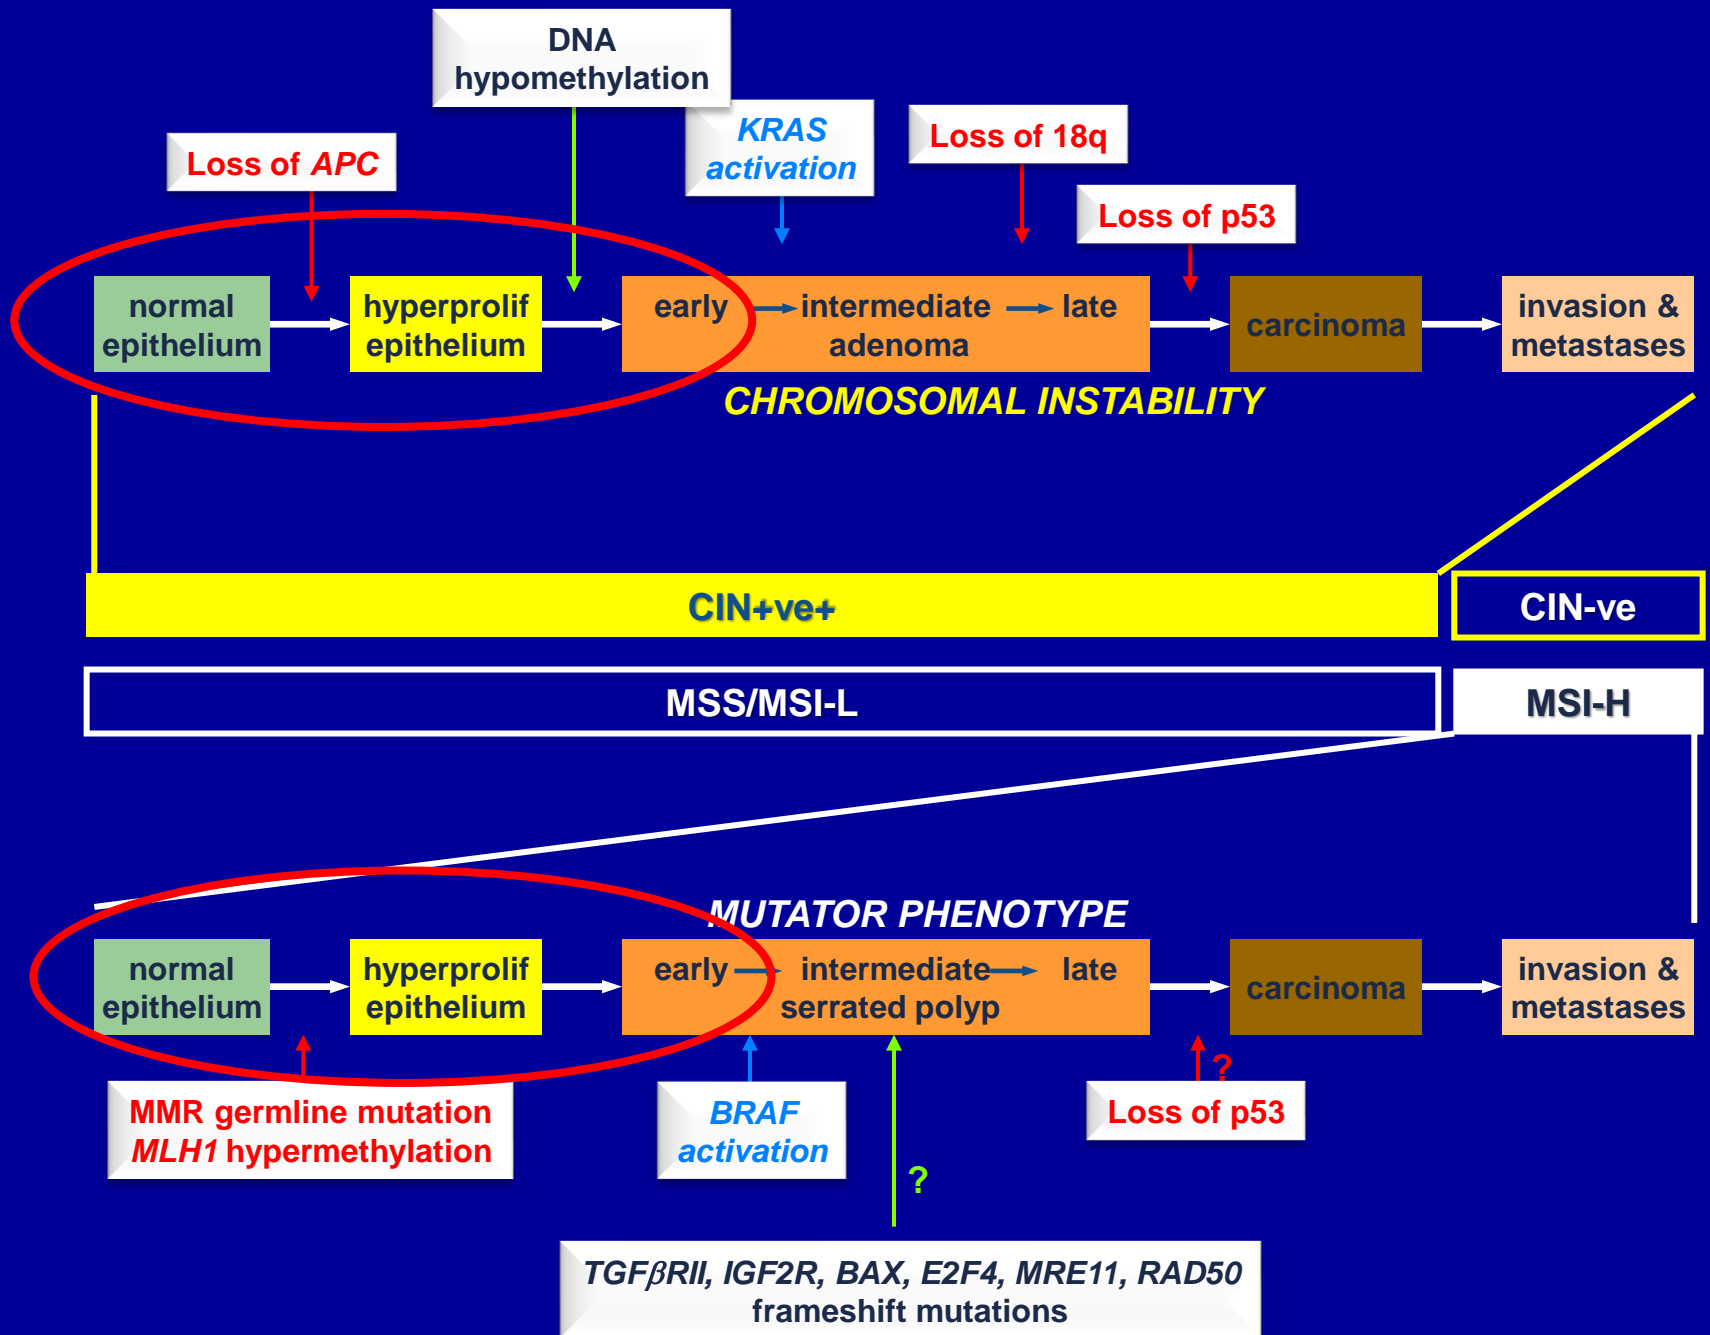 DNA
hypomethylation
KRAS
activation
Loss of 18q
Loss of APC
Loss of p53
normal
epithelium
hyperprolif
epithelium
early intermediate late
adenoma
carcinoma
invasion &
metastases
CHROMOSOMAL INSTABILITY
CIN+ve+
CIN-ve
MSS/MSI-L
MSI-H
MUTATOR PHENOTYPE
normal
epithelium
hyperprolif
epithelium
early intermediate late
serrated polyp
carcinoma
invasion &
metastases
MMR germline mutation
MLH1 hypermethylation
BRAF
activation
?
?
Loss of p53
TGFβRII, IGF2R, BAX, E2F4, MRE11, RAD50
frameshift mutations